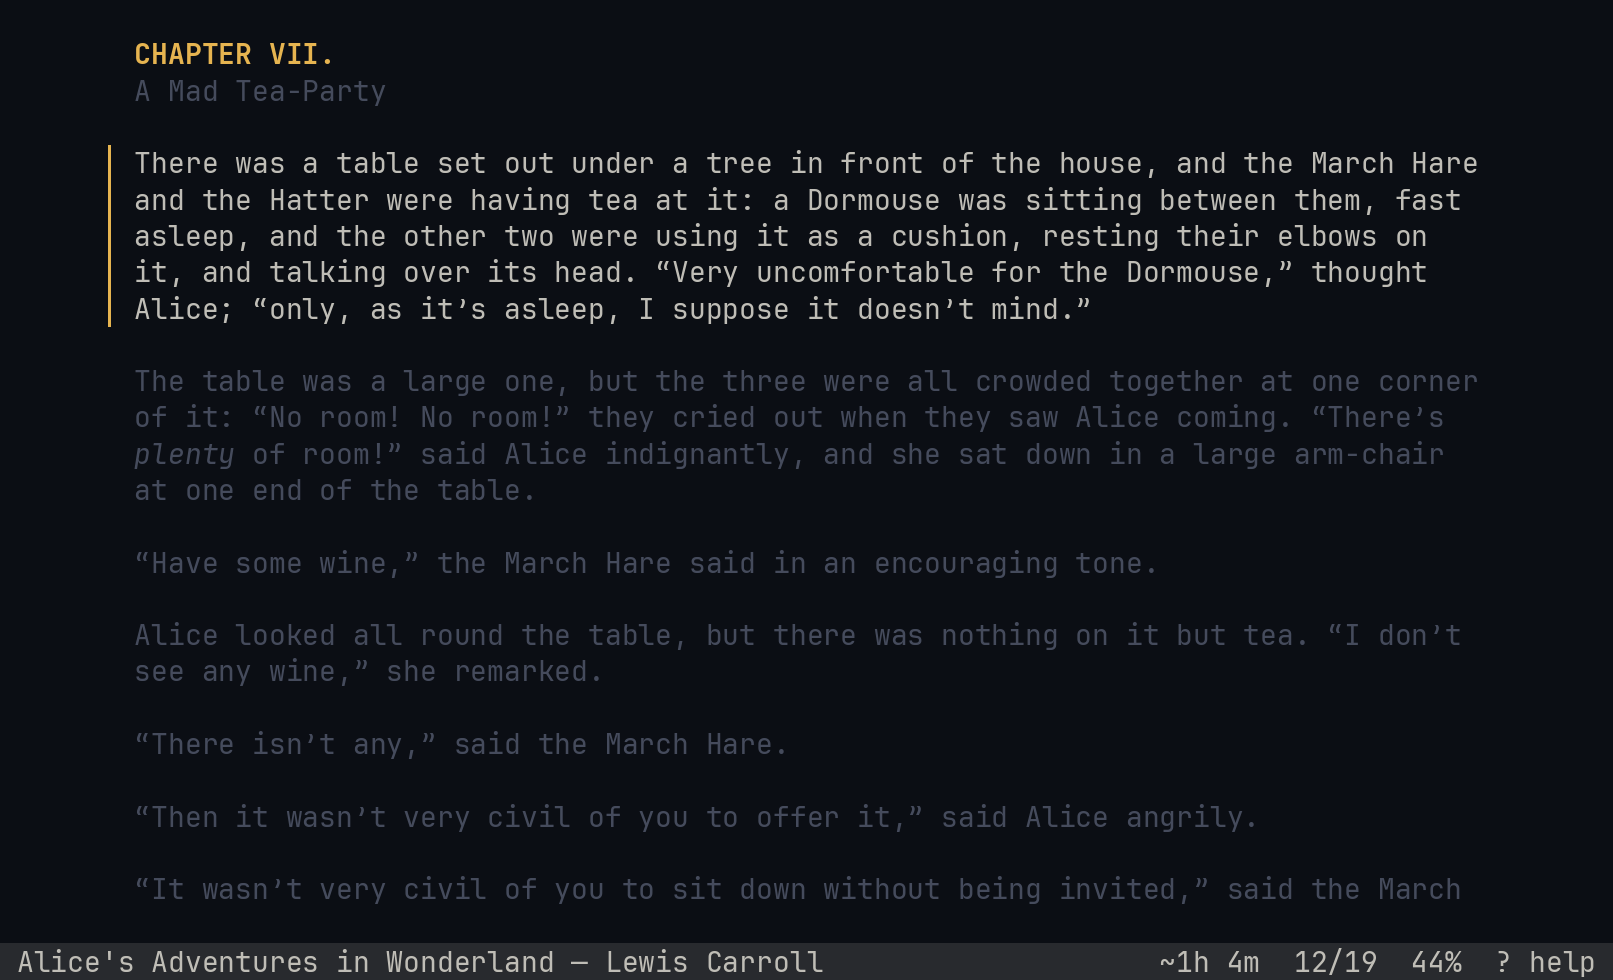 CHAPTER VII.
A Mad Tea-Party
There was a table set out under a tree in front of the house, and the March Hare
and the Hatter were having tea at it: a Dormouse was sitting between them, fast
asleep, and the other two were using it as a cushion, resting their elbows on
it, and talking over its head. “Very uncomfortable for the Dormouse,” thought
Alice; “only, as it’s asleep, I suppose it doesn’t mind.”
The table was a large one, but the three were all crowded together at one corner
of it: “No room! No room!” they cried out when they saw Alice coming. “There’s
plenty of room!” said Alice indignantly, and she sat down in a large arm-chair
at one end of the table.
“Have some wine,” the March Hare said in an encouraging tone.
Alice looked all round the table, but there was nothing on it but tea. “I don’t
see any wine,” she remarked.
“There isn’t any,” said the March Hare.
“Then it wasn’t very civil of you to offer it,” said Alice angrily.
“It wasn’t very civil of you to sit down without being invited,” said the March
Alice's Adventures in Wonderland — Lewis Carroll ~1h 4m 12/19 44% ? help